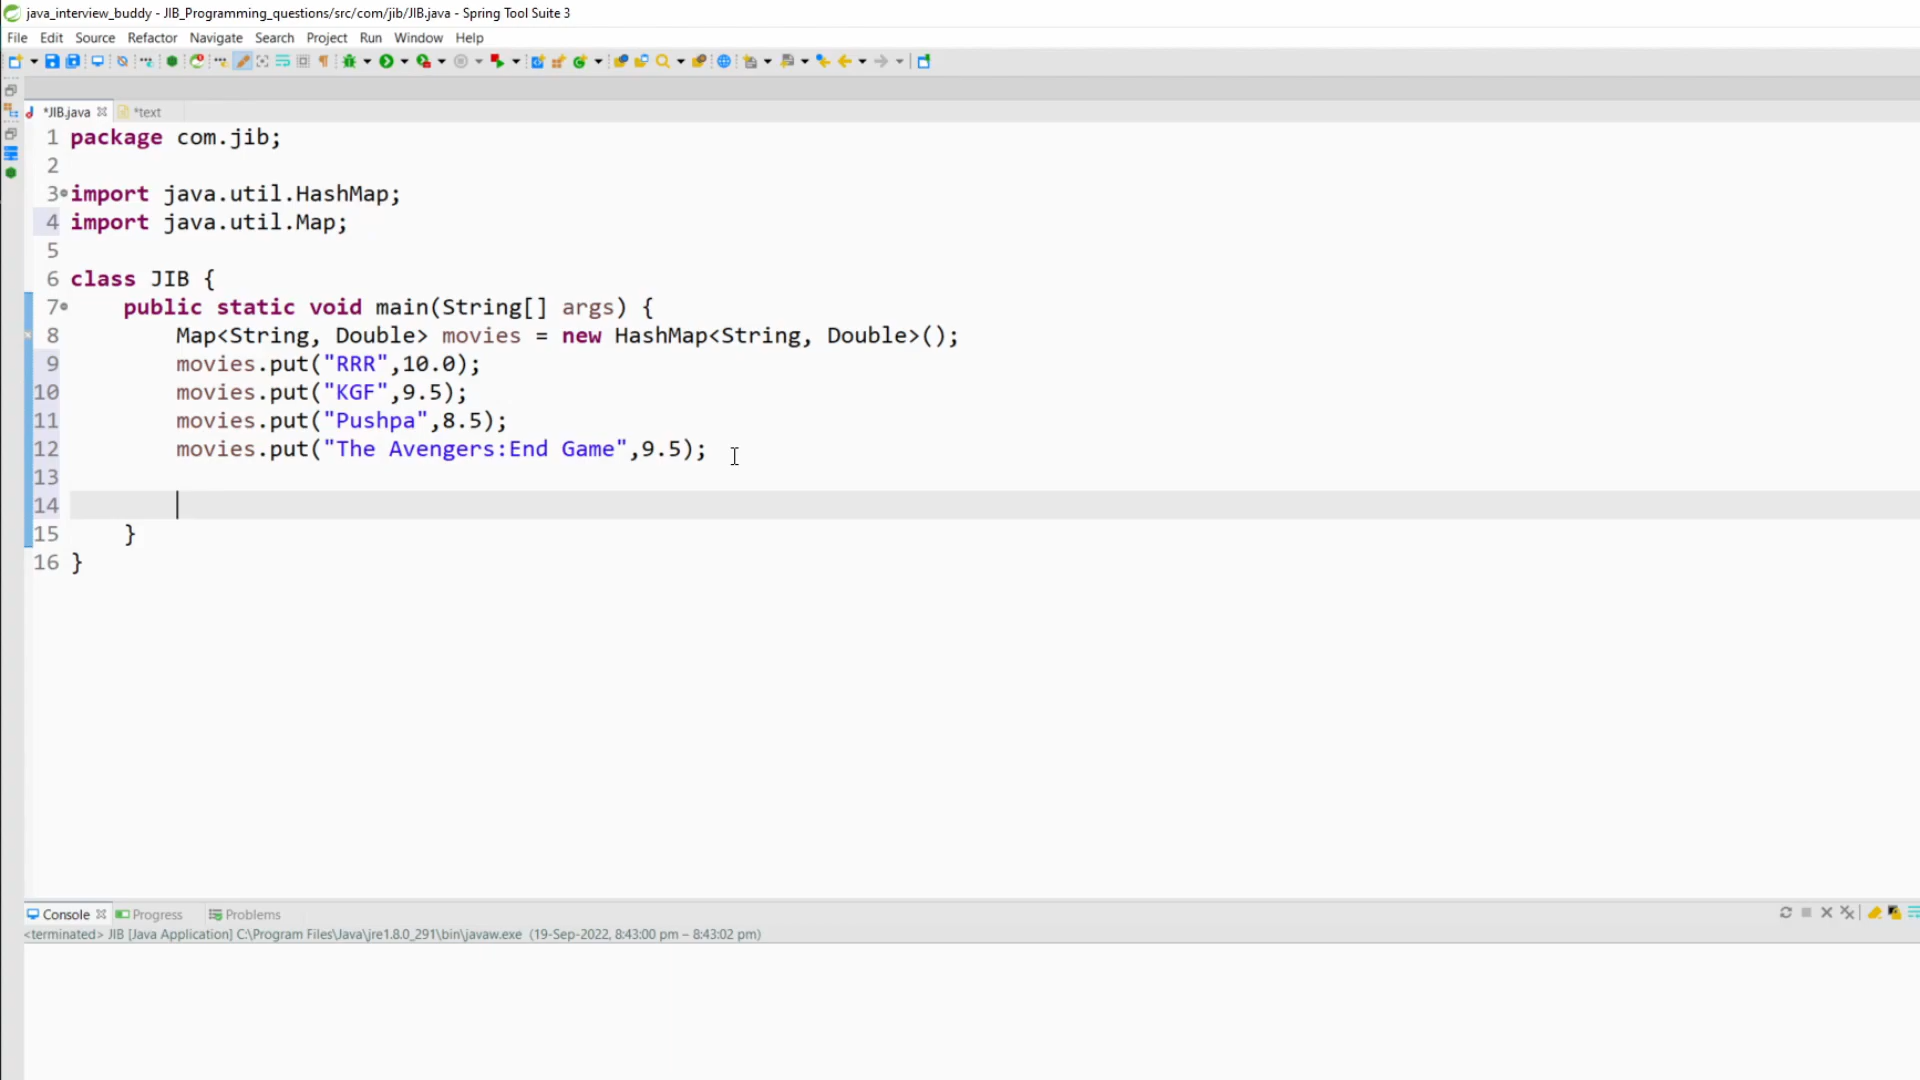 java_interview_buddy - JIB_Programming_questions/src/com/jib/JIB.java - Spring Tool Suite 3
File Edit Source Refactor Navigate Search Project Run Window Help
*JIB.java *text
1 package com.jib;
2
3 import java.util.HashMap;
4 import java.util.Map;
5
6 class JIB {
7 public static void main(String[] args) {
8 Map<String, Double> movies = new HashMap<String, Double>();
9 movies.put("RRR",10.0);
10 movies.put("KGF",9.5);
11 movies.put("Pushpa",8.5);
12 movies.put("The Avengers:End Game",9.5);
13
14
15 }
16 }
Console Progress Problems
<terminated> JIB [Java Application] C:\Program Files\Java\jre1.8.0_291\bin\javaw.exe (19-Sep-2022, 8:43:00 pm – 8:43:02 pm)